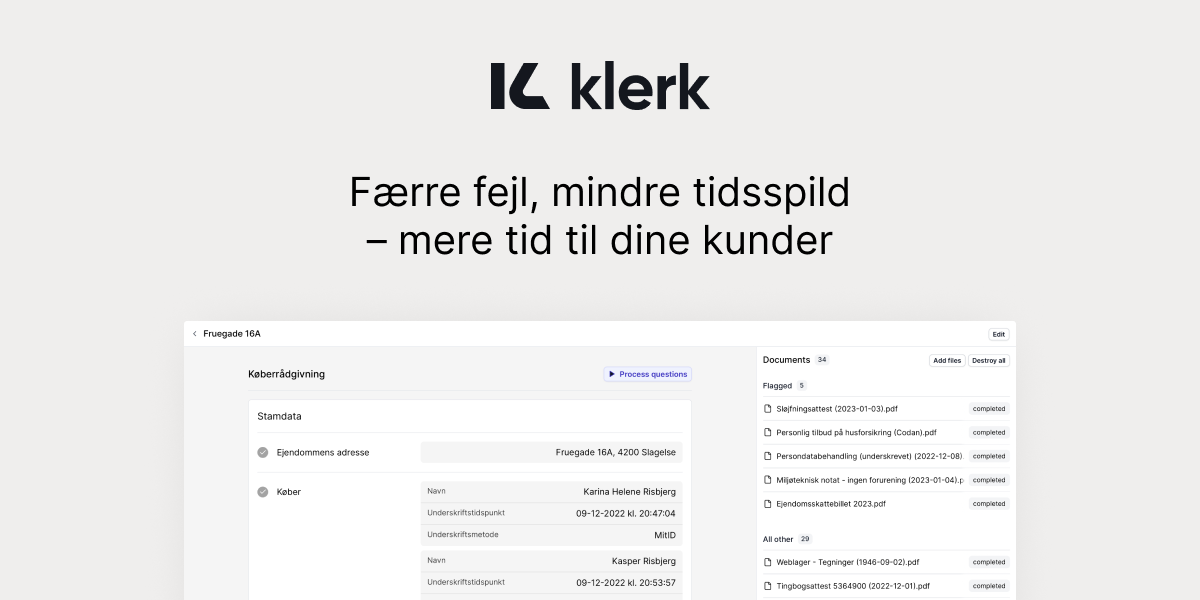 klerk
Færre fejl, mindre tidsspild
– mere tid til dine kunder
Fruegade 16A
Edit
Køberrådgivning
Process questions
Stamdata
Ejendommens adresse
Fruegade 16A, 4200 Slagelse
Køber
Navn
Karina Helene Risbjerg
Underskriftstidspunkt
09-12-2022 kl. 20:47:04
Underskriftsmetode
MitID
Navn
Kasper Risbjerg
Underskriftstidspunkt
09-12-2022 kl. 20:53:57
Documents 34
Add files
Destroy all
Flagged 5
Sløjfningsattest (2023-01-03).pdf
completed
Personlig tilbud på husforsikring (Codan).pdf
completed
Persondatabehandling (underskrevet) (2022-12-08)
completed
Miljøteknisk notat - ingen forurening (2023-01-04).p
completed
Ejendomsskattebillet 2023.pdf
completed
All other 29
Weblager - Tegninger (1946-09-02).pdf
completed
Tingbogsattest 5364900 (2022-12-01).pdf
completed